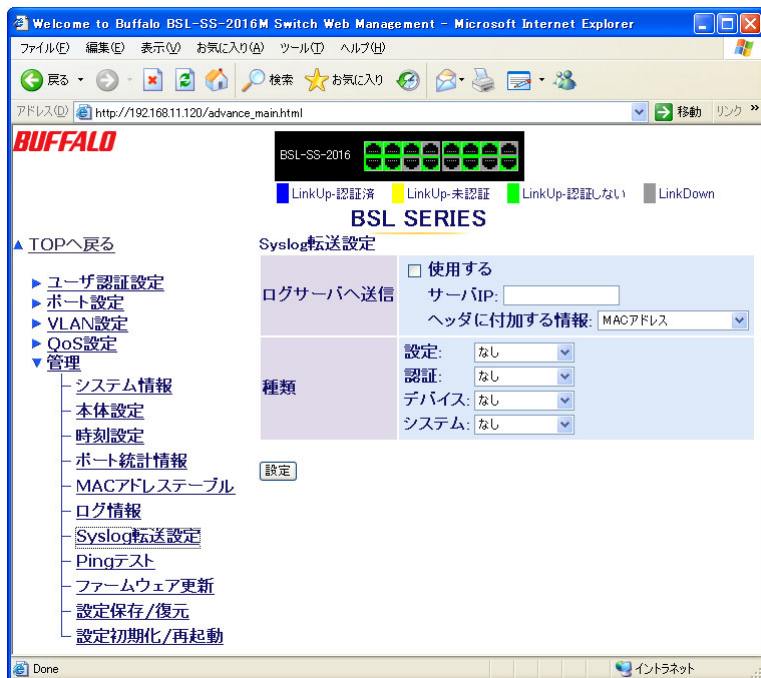 Welcome to Buffalo BSL-SS-2016M Switch Web Management - Microsoft Internet Explorer
ファイル(F) 編集(E) 表示(V) お気に入り(A) ツール(T) ヘルプ(H)
戻る 検索 お気に入り
アドレス(D) http://192.168.11.120/advance_main.html 移動 リンク »
BUFFALO
BSL-SS-2016
LinkUp-認証済 LinkUp-未認証 LinkUp-認証しない LinkDown
BSL SERIES
TOPへ戻る
ユーザ認証設定
ポート設定
VLAN設定
QoS設定
管理
システム情報
本体設定
時刻設定
ポート統計情報
MACアドレステーブル
ログ情報
Syslog転送設定
Pingテスト
ファームウェア更新
設定保存/復元
設定初期化/再起動
Syslog転送設定
ログサーバへ送信
使用する
サーバIP:
ヘッダに付加する情報: MACアドレス
種類
設定: なし
認証: なし
デバイス: なし
システム: なし
設定
Done イントラネット